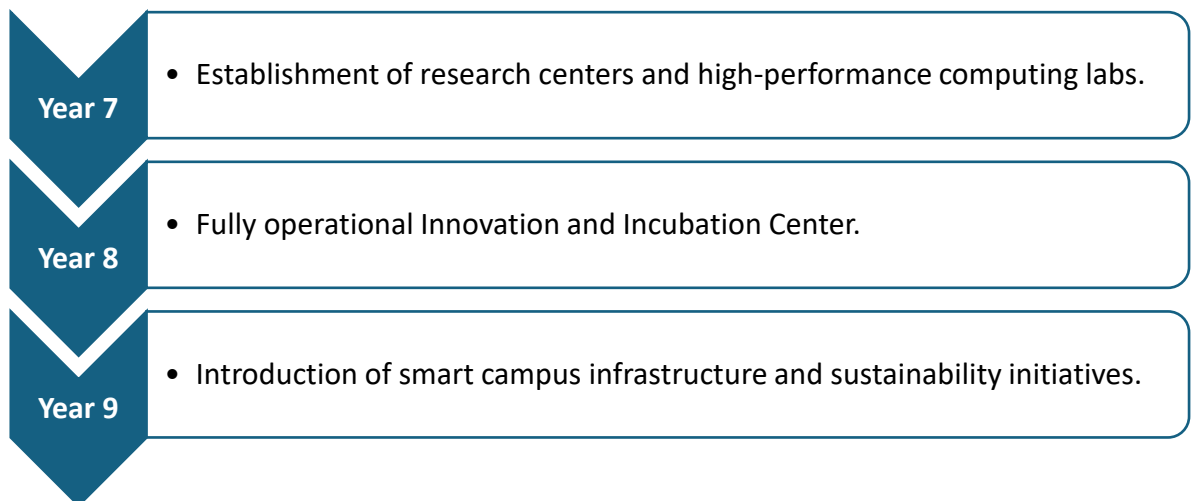 Year 7
• Establishment of research centers and high-performance computing labs.
Year 8
• Fully operational Innovation and Incubation Center.
Year 9
• Introduction of smart campus infrastructure and sustainability initiatives.